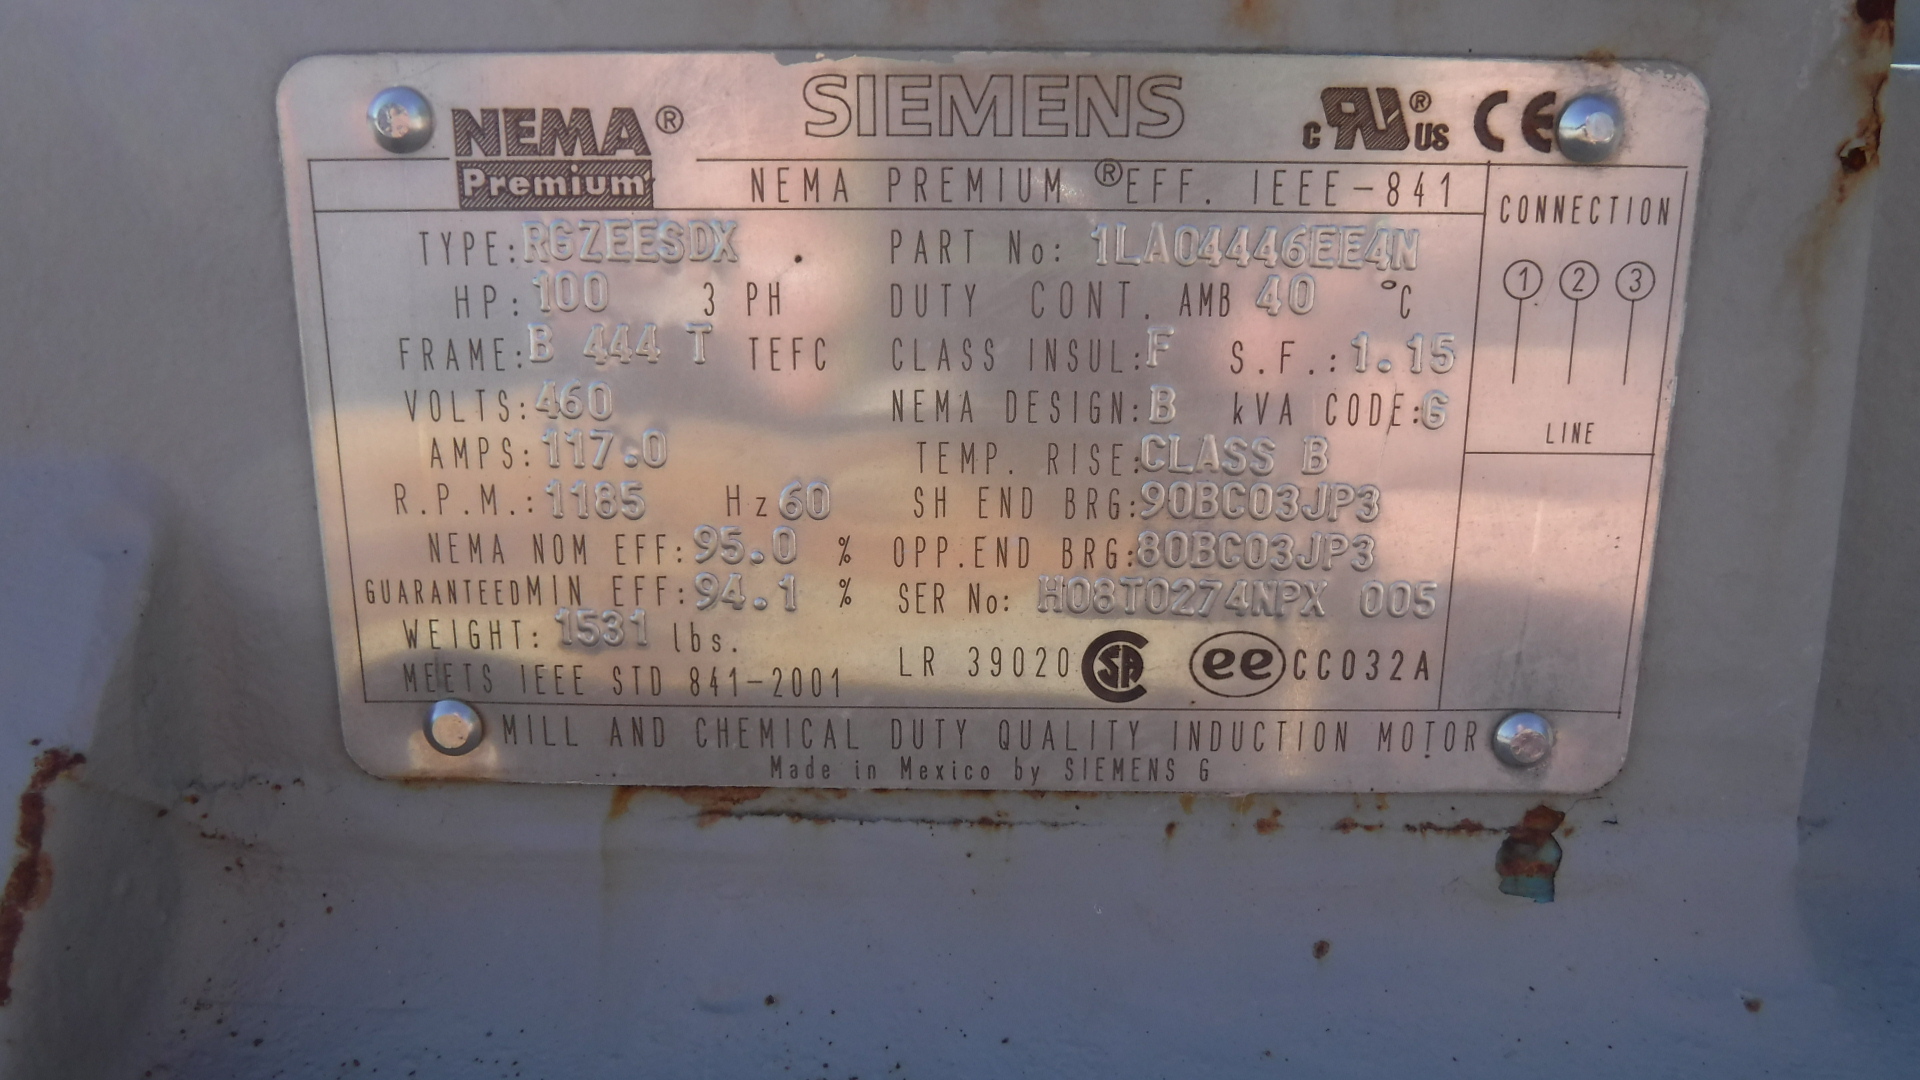 NEMA® Premium SIEMENS c RU® US CE
NEMA PREMIUM ® EFF. IEEE-841
TYPE: RGZEESDX PART No: 1LA04446EE4N
HP: 100 3 PH DUTY CONT. AMB 40 °C
FRAME: B 444 T TEFC CLASS INSUL: F S.F.: 1.15
VOLTS: 460 NEMA DESIGN: B kVA CODE: G
AMPS: 117.0 TEMP. RISE: CLASS B
R.P.M.: 1185 Hz 60 SH END BRG: 90BC03JP3
NEMA NOM EFF: 95.0 % OPP.END BRG: 80BC03JP3
GUARANTEED MIN EFF: 94.1 % SER No: H08T0274NPX 005
WEIGHT: 1531 lbs.
MEETS IEEE STD 841-2001 LR 39020 SA ee CC032A
CONNECTION
1 2 3
LINE
MILL AND CHEMICAL DUTY QUALITY INDUCTION MOTOR
Made in Mexico by SIEMENS G